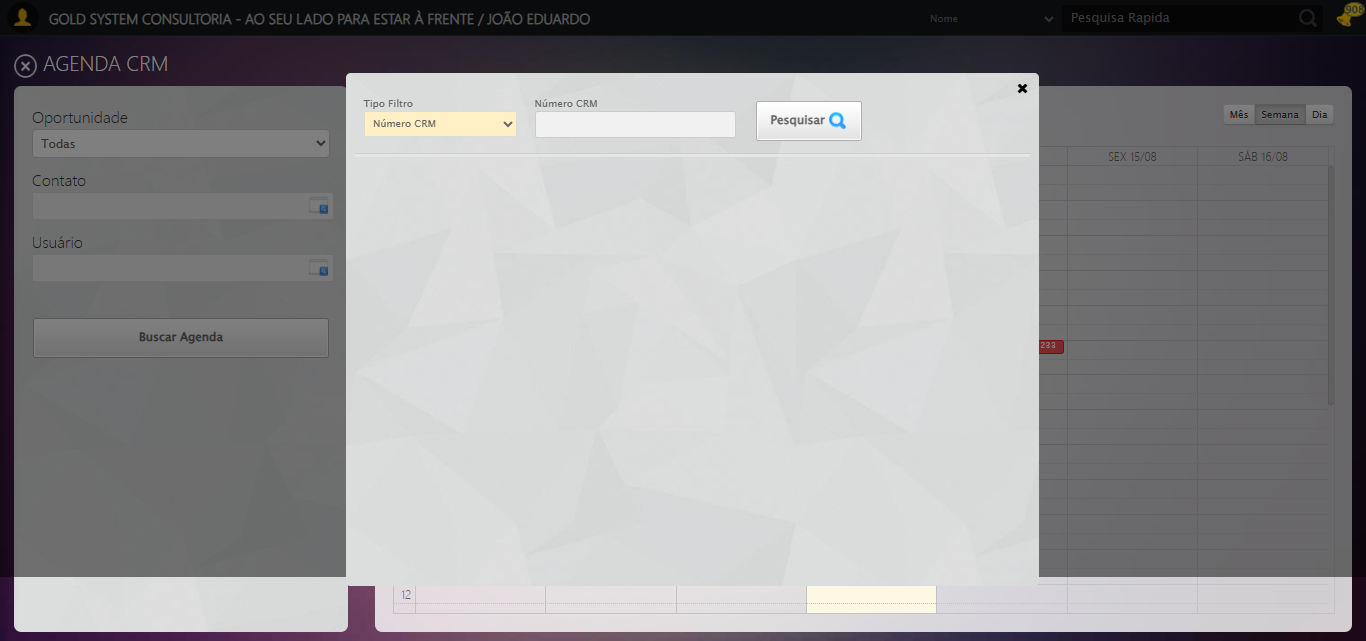 GOLD SYSTEM CONSULTORIA - AO SEU LADO PARA ESTAR À FRENTE / JOÃO EDUARDO
Nome
Pesquisa Rapida
908
AGENDA CRM
Oportunidade
Todas
Contato
Usuário
Buscar Agenda
Tipo Filtro
Número CRM
Número CRM
Pesquisar
Mês
Semana
Dia
SEX 15/08
SÁB 16/08
233
12